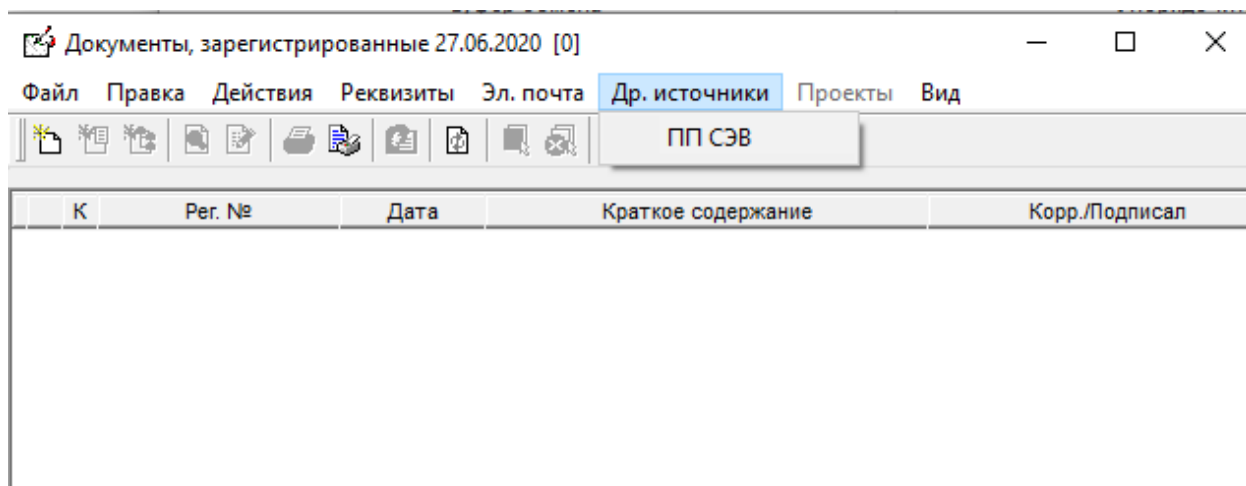 Документы, зарегистрированные 27.06.2020 [0]
Файл Правка Действия Реквизиты Эл. почта Др. источники Проекты Вид
ПП СЭВ
К Рег. № Дата Краткое содержание Корр./Подписал